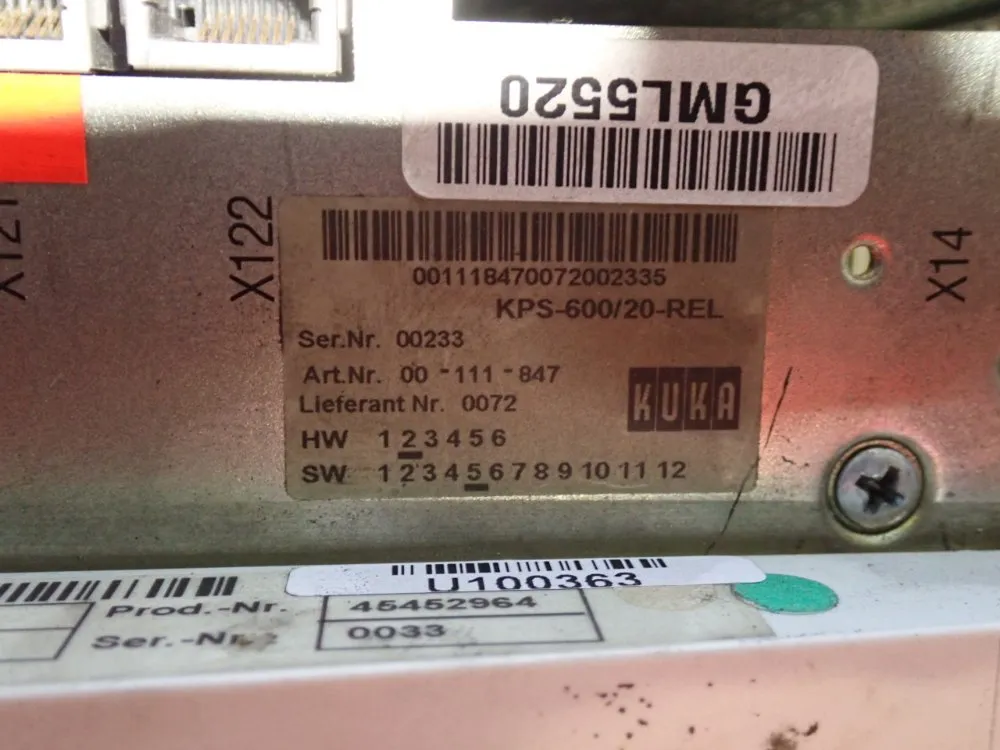 GML5520
X121
X122
X14
001118470072002335
KPS-600/20-REL
Ser.Nr. 00233
Art.Nr. 00-111-847
Lieferant Nr. 0072
KUKA
HW 1 2 3 4 5 6
SW 1 2 3 4 5 6 7 8 9 10 11 12
U100363
Prod.-Nr. 45452964
Ser.-Nr. 0033